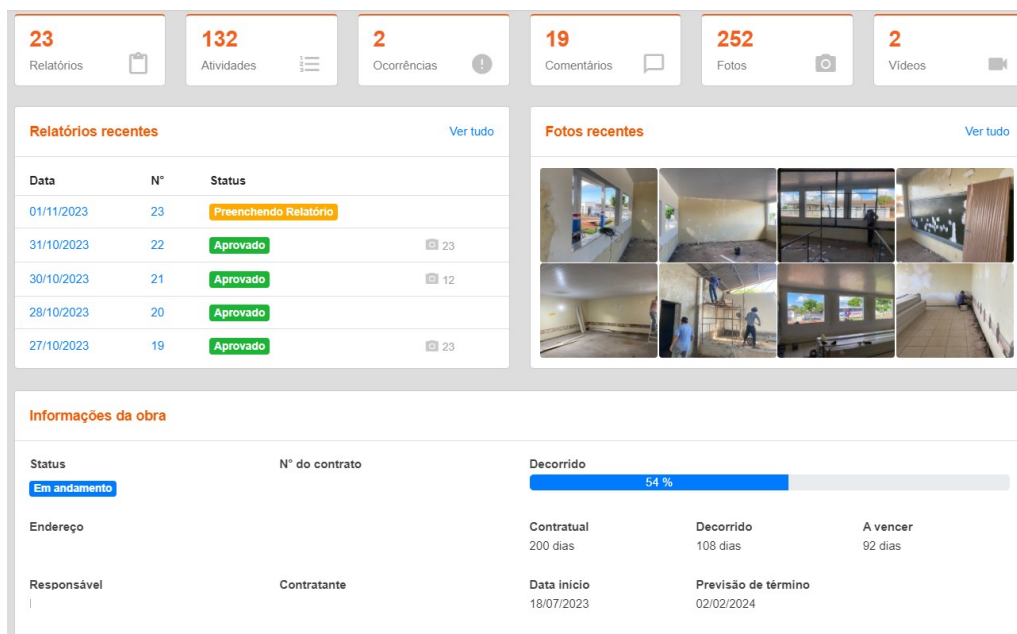 23
Relatórios
132
Atividades
2
Ocorrências
19
Comentários
252
Fotos
2
Vídeos
Relatórios recentes
Ver tudo
Data N° Status
01/11/2023 23 Preenchendo Relatório
31/10/2023 22 Aprovado 23
30/10/2023 21 Aprovado 12
28/10/2023 20 Aprovado
27/10/2023 19 Aprovado 23
Fotos recentes
Ver tudo
Informações da obra
Status
Em andamento
N° do contrato
Decorrido
54 %
Endereço
Contratual Decorrido A vencer
200 dias 108 dias 92 dias
Responsável
Contratante
Data início Previsão de término
18/07/2023 02/02/2024